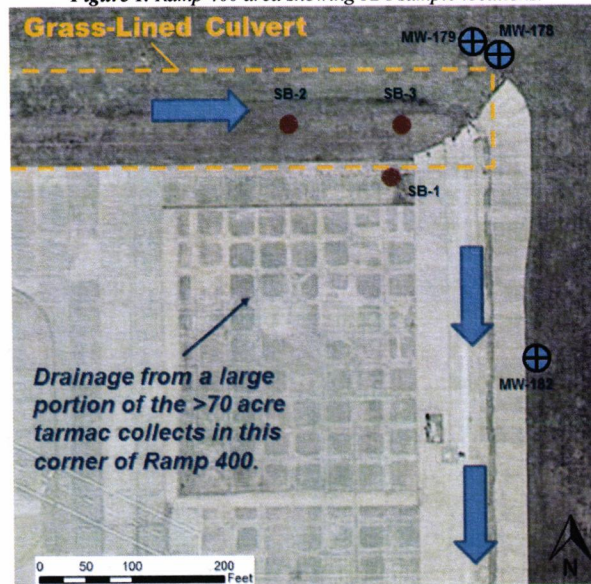 Grass-Lined Culvert
MW-179
MW-178
SB-2
SB-3
SB-1
MW-182
Drainage from a large
portion of the >70 acre
tarmac collects in this
corner of Ramp 400.
N
0 50 100 200
Feet